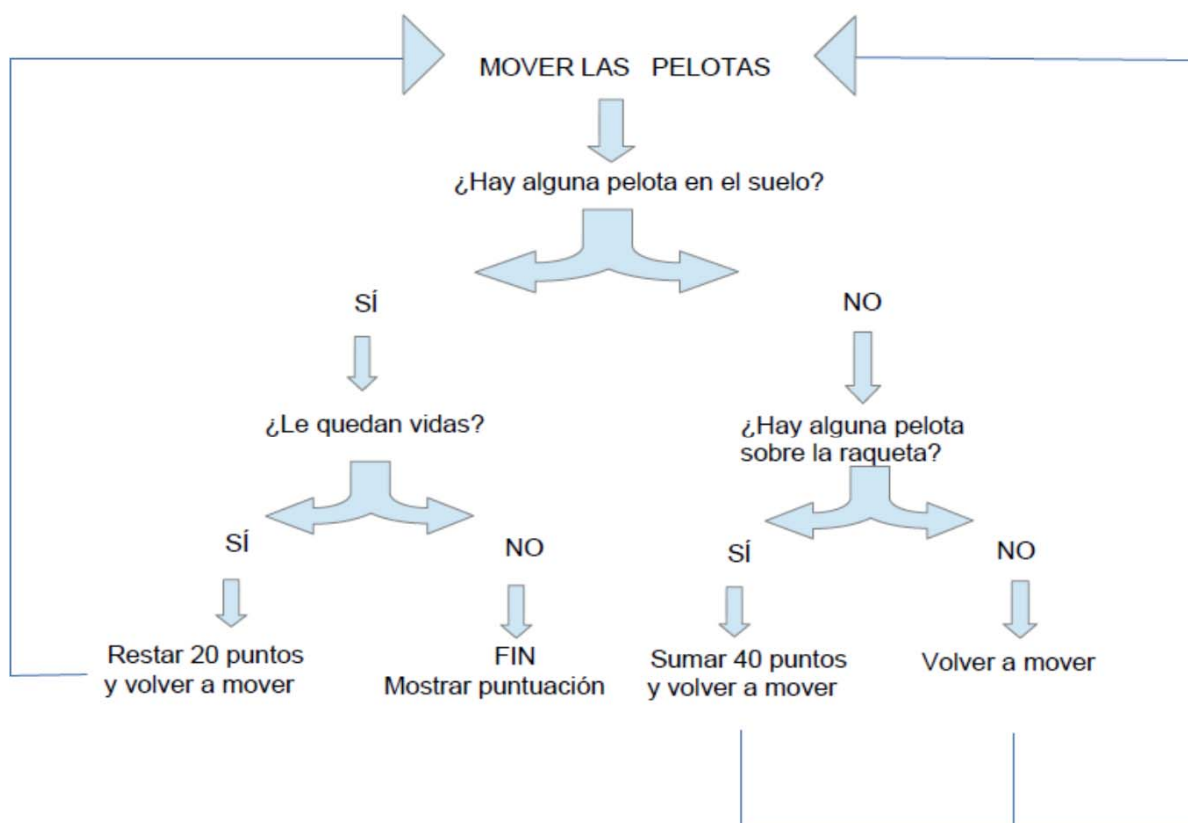 MOVER LAS PELOTAS
¿Hay alguna pelota en el suelo?
SÍ
NO
¿Le quedan vidas?
¿Hay alguna pelota
sobre la raqueta?
SÍ
NO
SÍ
NO
Restar 20 puntos
y volver a mover
FIN
Mostrar puntuación
Sumar 40 puntos
y volver a mover
Volver a mover